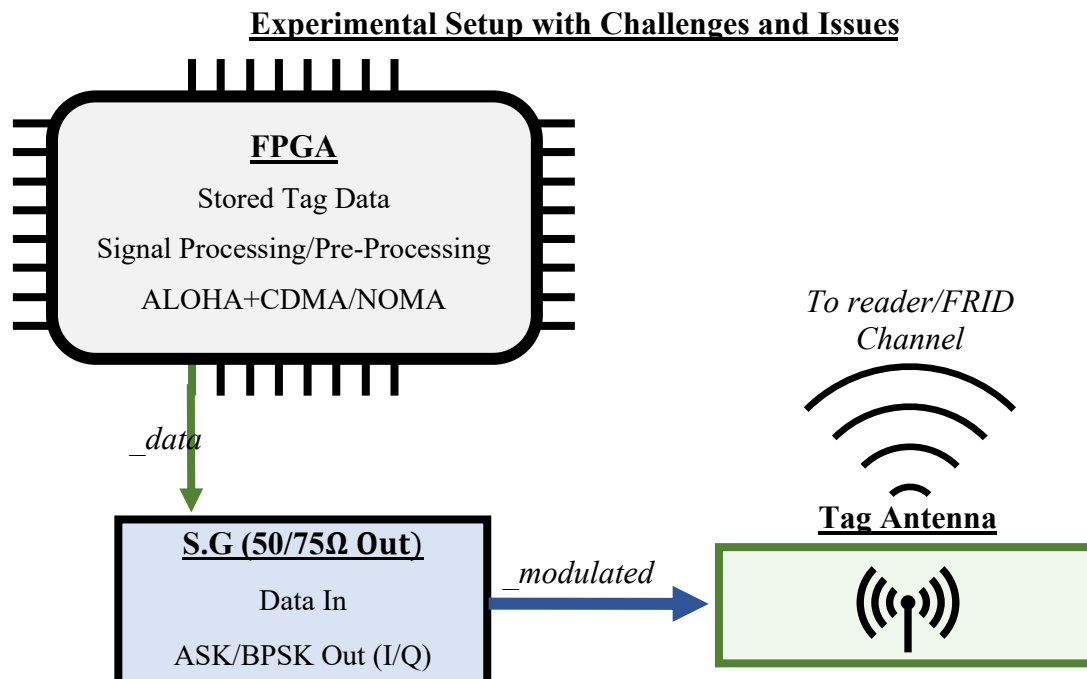 Experimental Setup with Challenges and Issues
FPGA
Stored Tag Data
Signal Processing/Pre-Processing
ALOHA+CDMA/NOMA
_data
S.G (50/75Ω Out)
Data In
ASK/BPSK Out (I/Q)
_modulated
To reader/FRID
Channel
Tag Antenna